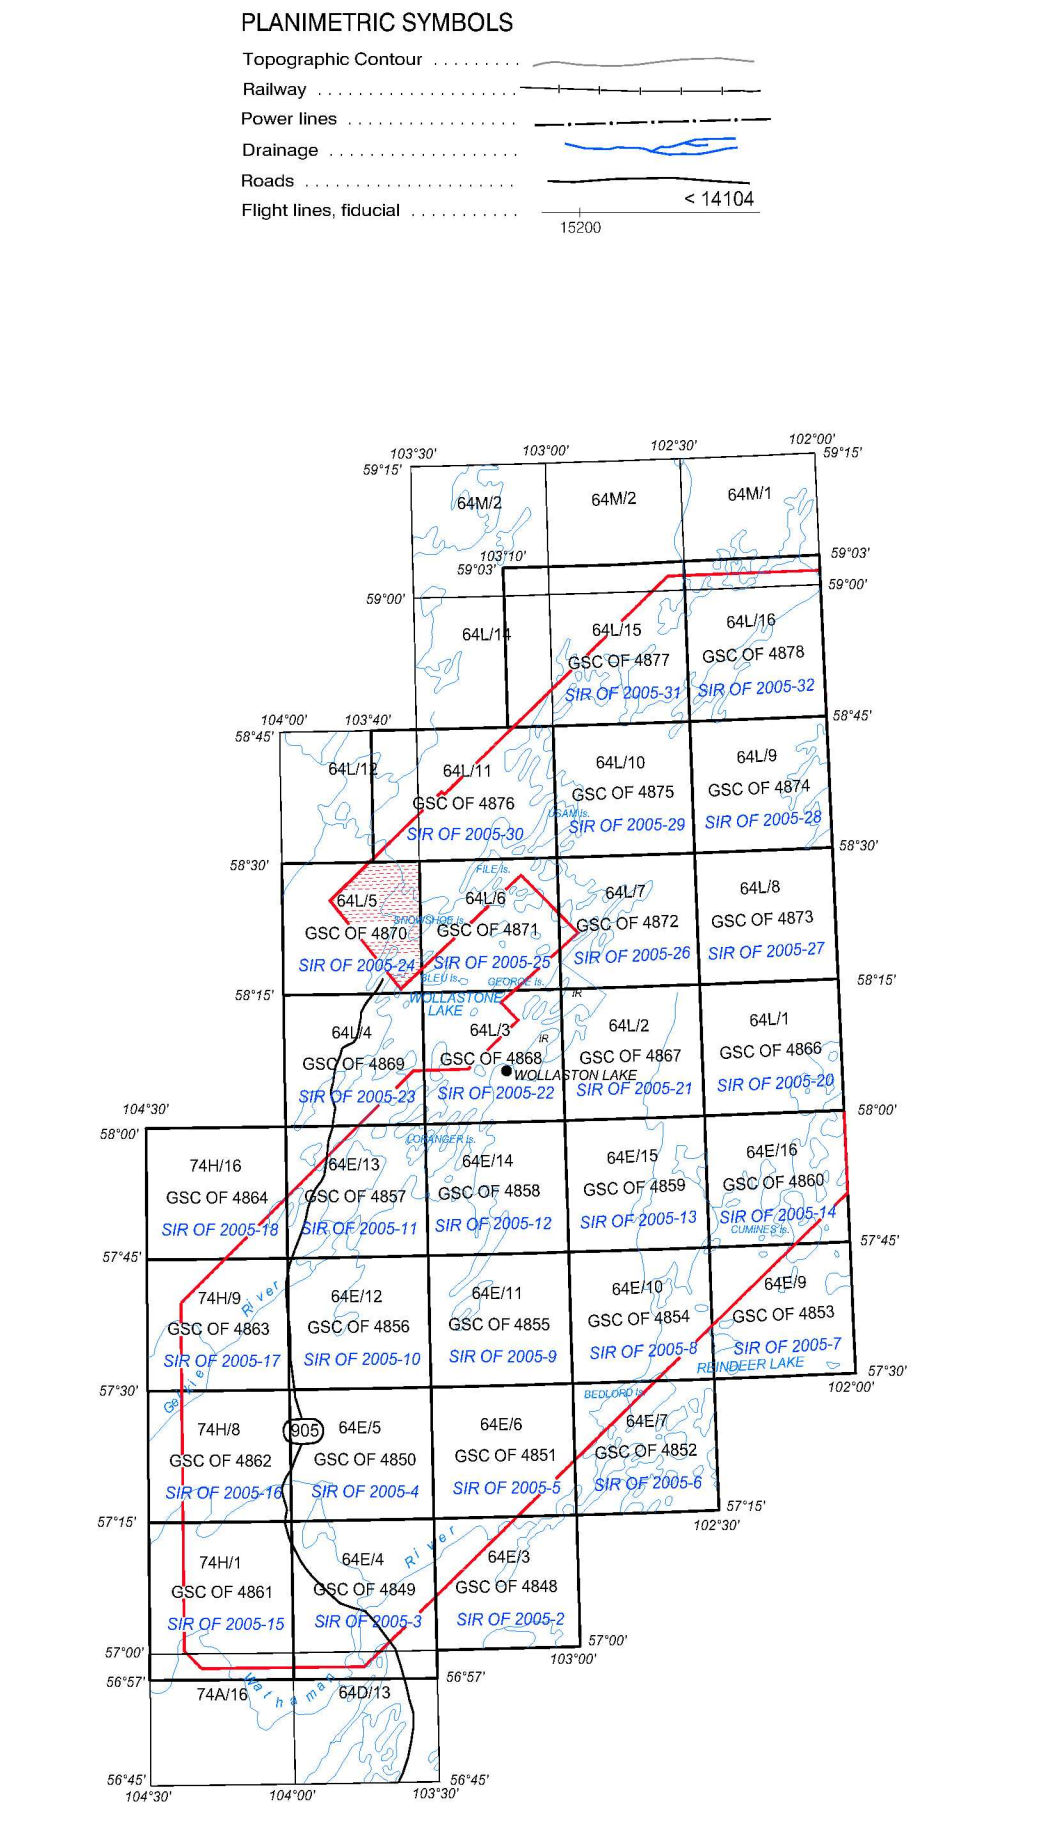 PLANIMETRIC SYMBOLS
Topographic Contour . . . . . . . . .
Railway . . . . . . . . . . . . . . . . . . . . .
Power lines . . . . . . . . . . . . . . . . . .
Drainage . . . . . . . . . . . . . . . . . . .
Roads . . . . . . . . . . . . . . . . . . . . . .
< 14104
Flight lines, fiducial . . . . . . . . . . .
15200
103°30' 103°00' 102°30' 102°00'
59°15' 59°15'
64M/2 64M/2 64M/1
103°10' 59°03'
59°03'
59°00' 59°00'
64L/14 64L/15 64L/16
GSC OF 4877 GSC OF 4878
SIR OF 2005-31 SIR OF 2005-32
104°00' 103°40' 58°45'
58°45'
64L/12 64L/11 64L/10 64L/9
GSC OF 4876 GSC OF 4875 GSC OF 4874
USAM Is.
SIR OF 2005-30 SIR OF 2005-29 SIR OF 2005-28
58°30' 58°30'
FILE Is.
64L/5 64L/6 64L/7 64L/8
SNOWSHOE Is.
GSC OF 4870 GSC OF 4871 GSC OF 4872 GSC OF 4873
SIR OF 2005-24 SIR OF 2005-25 SIR OF 2005-26 SIR OF 2005-27
BLEU Is. GEORGE Is.
58°15' 58°15'
WOLLASTONE IR
LAKE
64L/4 64L/3 64L/2 64L/1
IR
GSC OF 4869 GSC OF 4868 GSC OF 4867 GSC OF 4866
WOLLASTON LAKE
SIR OF 2005-23 SIR OF 2005-22 SIR OF 2005-21 SIR OF 2005-20
104°30' 58°00'
58°00'
74H/16 64E/13 64E/14 64E/15 64E/16
GSC OF 4864 GSC OF 4857 GSC OF 4858 GSC OF 4859 GSC OF 4860
SIR OF 2005-18 SIR OF 2005-11 SIR OF 2005-12 SIR OF 2005-13 SIR OF 2005-14
CUMINES Is.
57°45' 57°45'
74H/9 64E/12 64E/11 64E/10 64E/9
River
GSC OF 4863 GSC OF 4856 GSC OF 4855 GSC OF 4854 GSC OF 4853
SIR OF 2005-17 SIR OF 2005-10 SIR OF 2005-9 SIR OF 2005-8 SIR OF 2005-7
REINDEER LAKE
57°30' 57°30'
102°00'
BEDLORD Is.
74H/8 905 64E/5 64E/6 64E/7
GSC OF 4862 GSC OF 4850 GSC OF 4851 GSC OF 4852
SIR OF 2005-16 SIR OF 2005-4 SIR OF 2005-5 SIR OF 2005-6
57°15' 57°15'
102°30'
River
74H/1 64E/4 64E/3
GSC OF 4861 GSC OF 4849 GSC OF 4848
SIR OF 2005-15 SIR OF 2005-3 SIR OF 2005-2
57°00' 57°00'
103°00'
56°57' 56°57'
Wathaman
74A/16 64D/13
56°45' 56°45'
104°30' 104°00' 103°30'